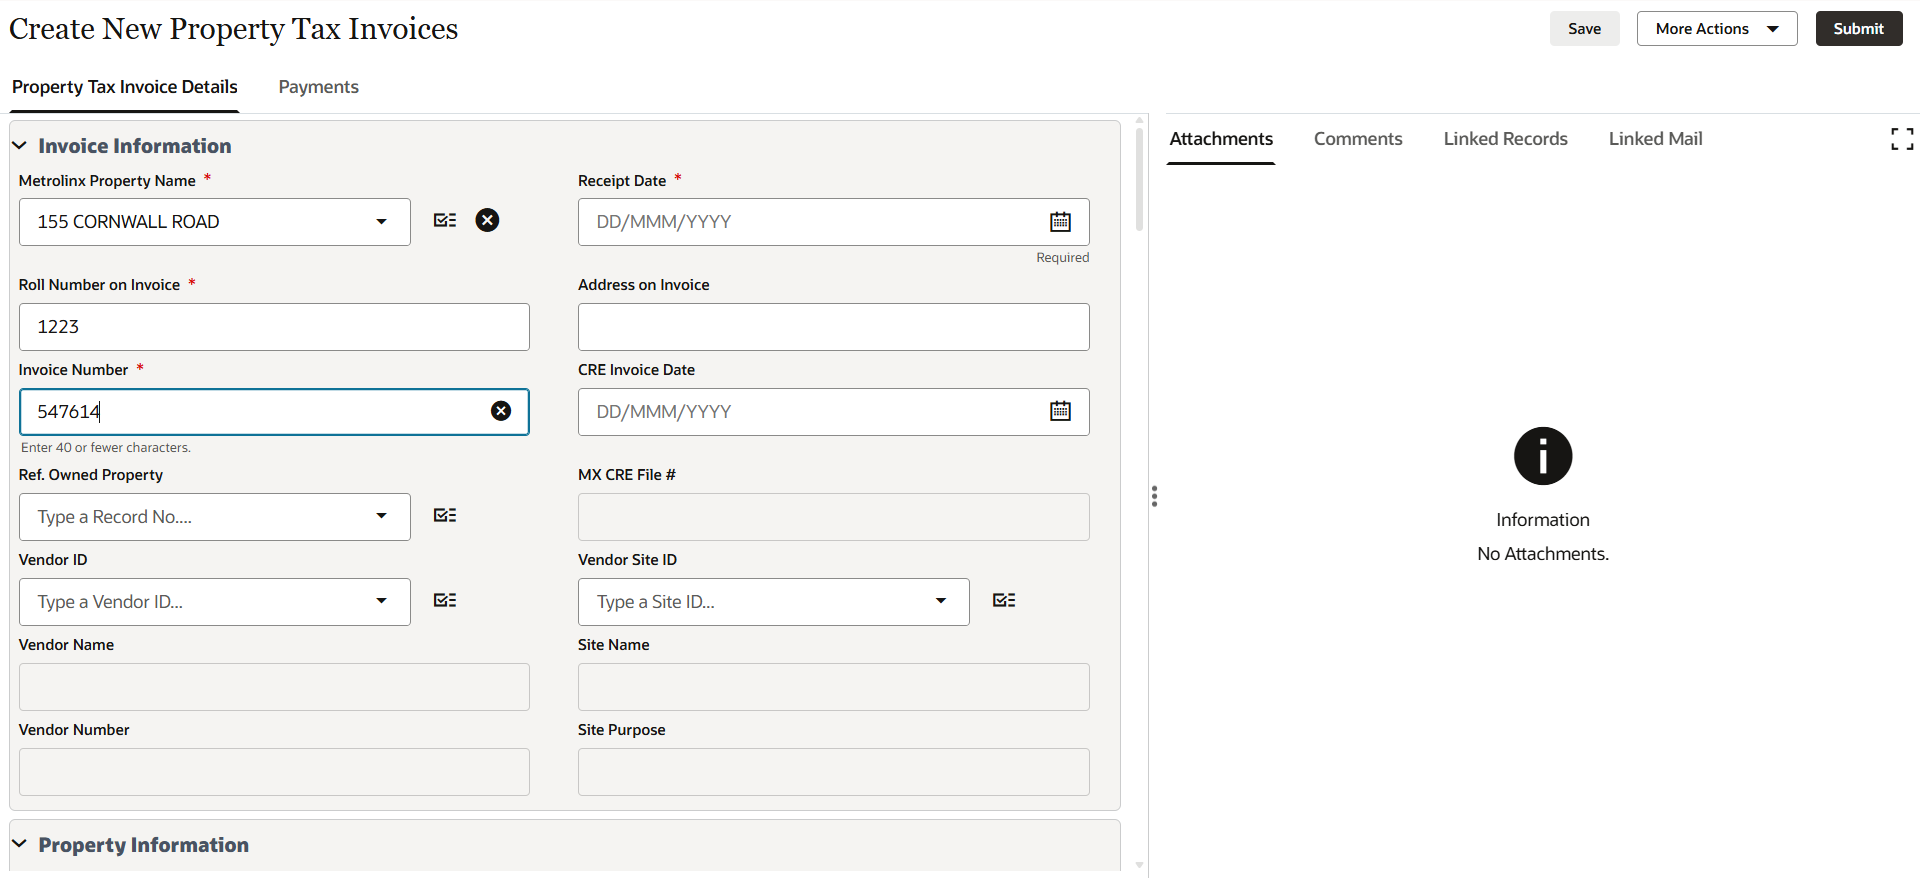 Create New Property Tax Invoices
Save
More Actions
Submit
Property Tax Invoice Details
Payments
Invoice Information
Metrolinx Property Name *
155 CORNWALL ROAD
Receipt Date *
DD/MMM/YYYY
Required
Roll Number on Invoice *
1223
Address on Invoice
Invoice Number *
547614
Enter 40 or fewer characters.
CRE Invoice Date
DD/MMM/YYYY
Ref. Owned Property
Type a Record No....
MX CRE File #
Vendor ID
Type a Vendor ID...
Vendor Site ID
Type a Site ID...
Vendor Name
Site Name
Vendor Number
Site Purpose
Property Information
Attachments
Comments
Linked Records
Linked Mail
Information
No Attachments.